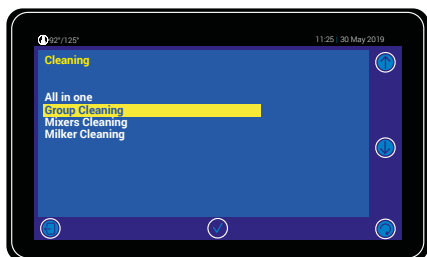 92°/125°
11:25 | 30 May 2019
Cleaning
All in one
Group Cleaning
Mixers Cleaning
Milker Cleaning